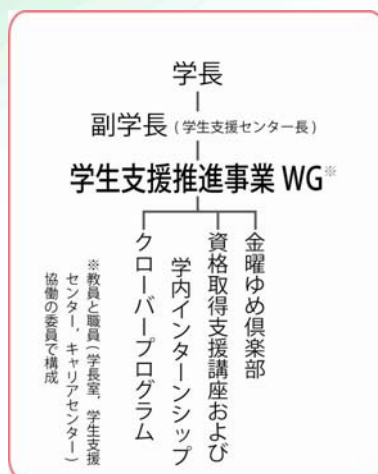 学長
副学長(学生支援センター長)
学生支援推進事業 WG※
金曜ゆめ倶楽部
資格取得支援講座および
学内インターンシップ
クローバープログラム
※教員と職員(学長室、学生支援
センター、キャリアセンター)
協働の委員で構成